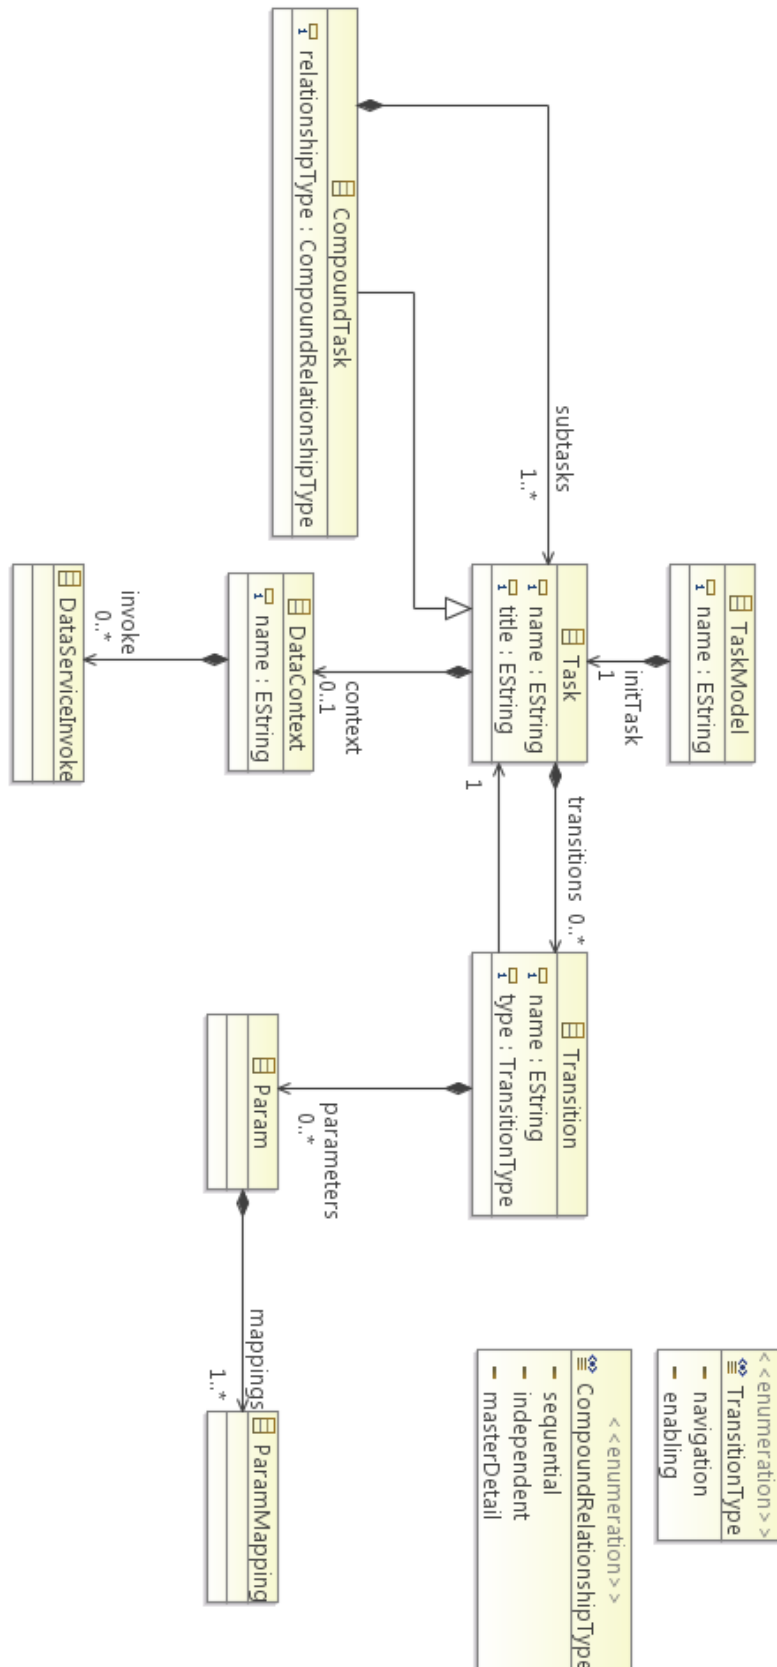 TaskModel
name : EString
initTask
1
subtasks
1..*
Task
name : EString
title : EString
transitions 0..*
1
Transition
name : EString
type : TransitionType
<<enumeration>>
TransitionType
navigation
enabling
<<enumeration>>
CompoundRelationshipType
sequential
independent
masterDetail
CompoundTask
relationshipType : CompoundRelationshipType
context
0..1
DataContext
name : EString
invoke
0..*
DataServiceInvoke
parameters
0..*
Param
mappings
1..*
ParamMapping